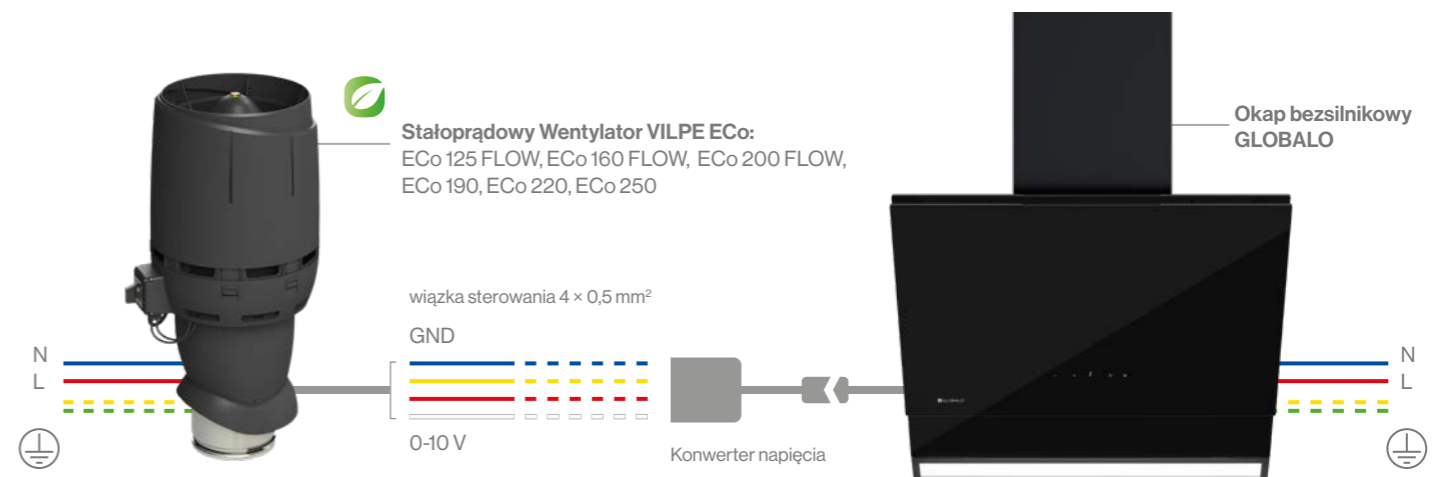 Stałoprądowy Wentylator VILPE ECo:
ECo 125 FLOW, ECo 160 FLOW, ECo 200 FLOW,
ECo 190, ECo 220, ECo 250
Okap bezsilnikowy
GLOBALO
wiązka sterowania 4 × 0,5 mm²
GND
N
L
0-10 V
Konwerter napięcia
N
L
GLOBALO